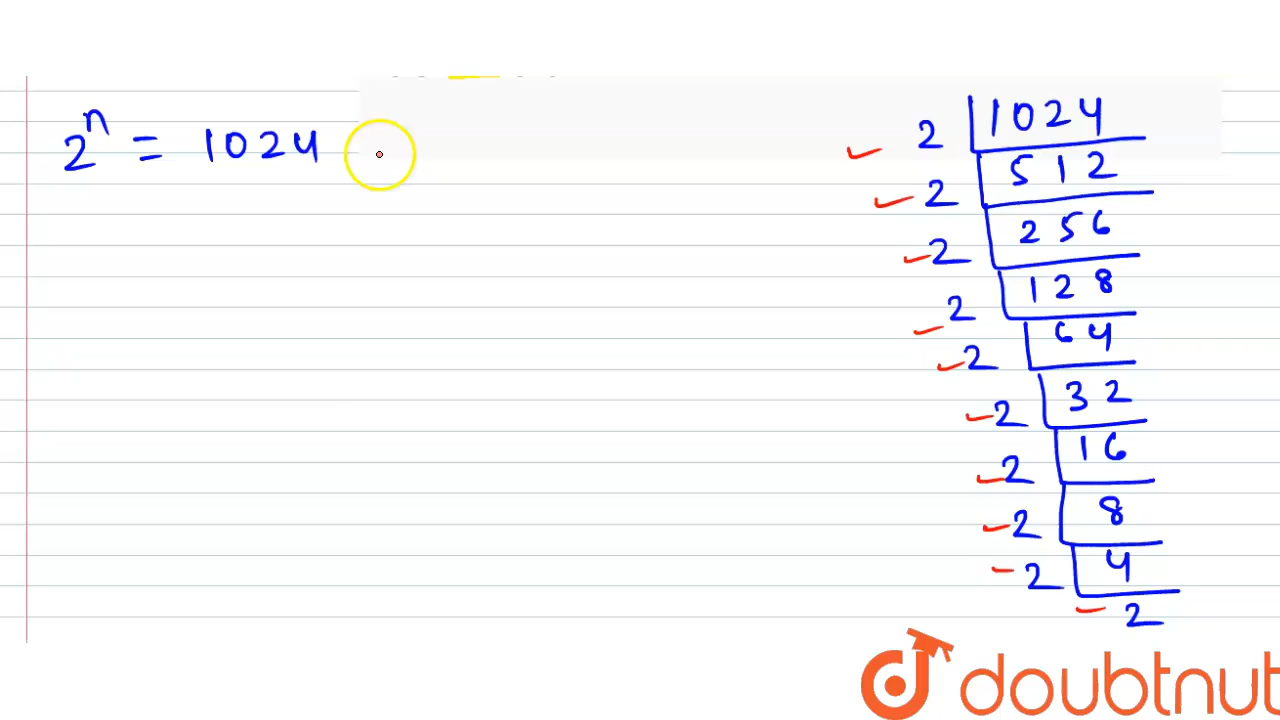 2ⁿ = 1024
2 | 1024
2 | 512
2 | 256
2 | 128
2 | 64
2 | 32
2 | 16
2 | 8
2 | 4
2
doubtnut